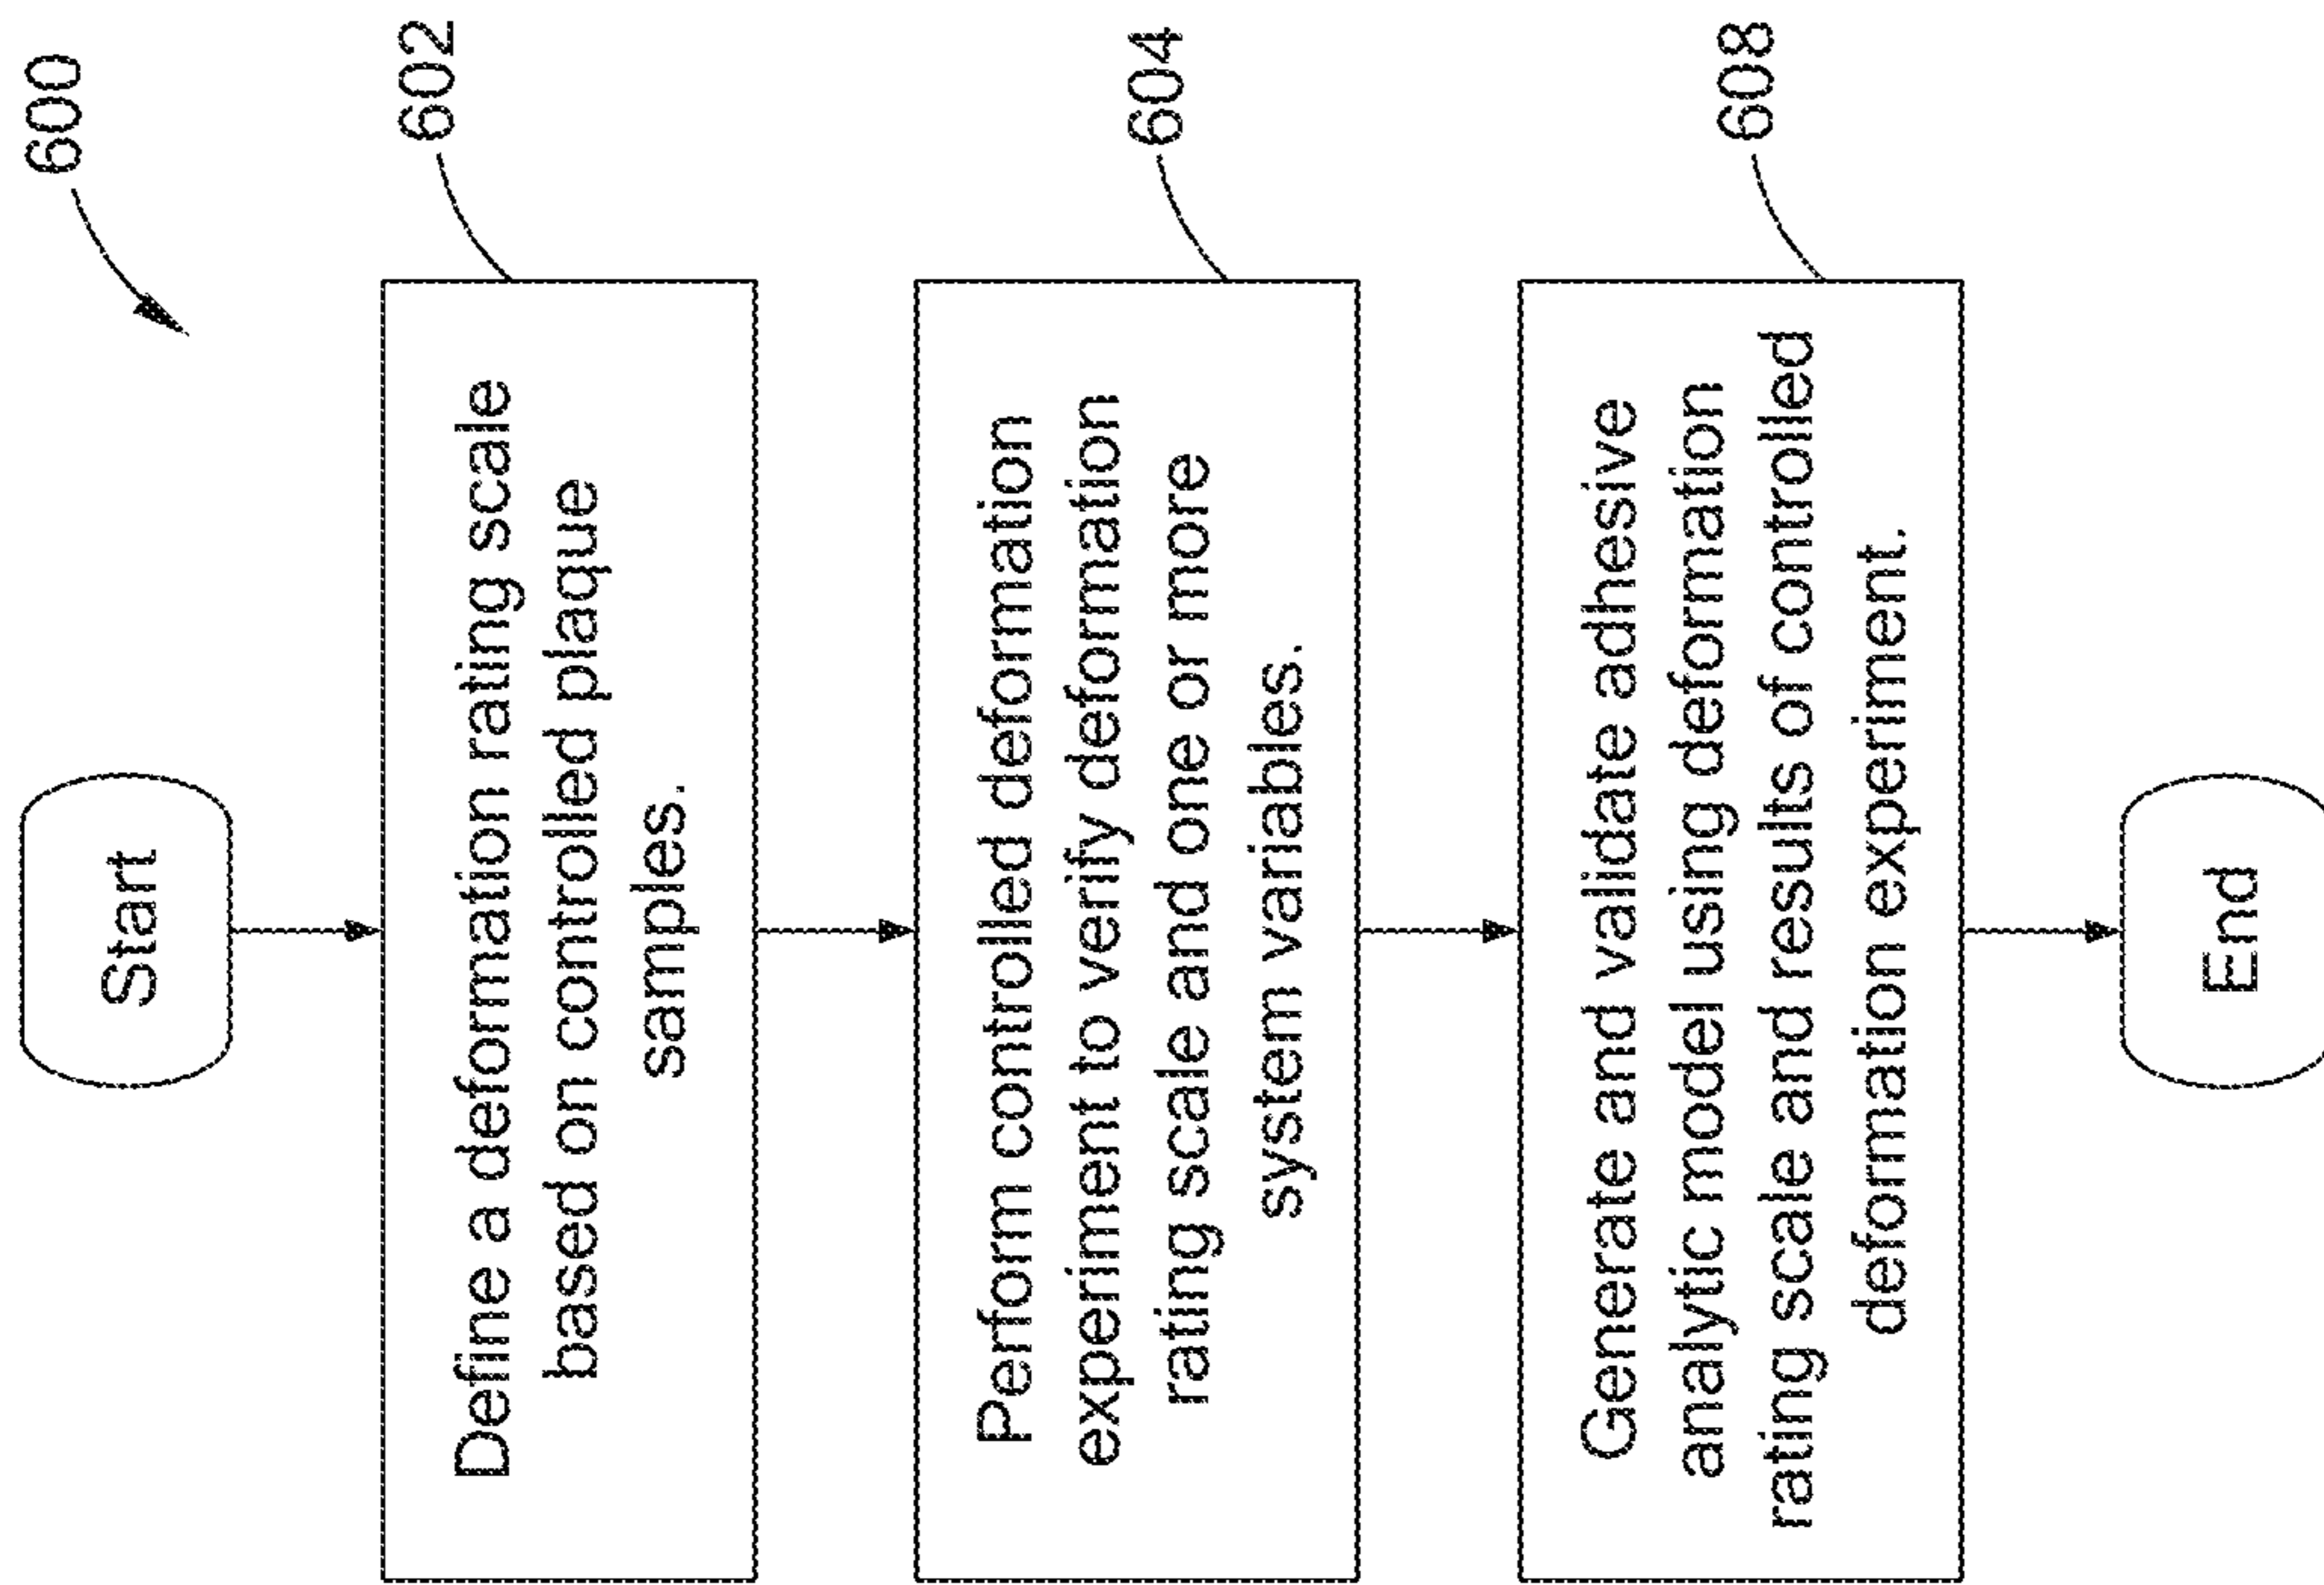 600
Start
Define a deformation rating scale
based on controlled plaque
samples.
602
Perform controlled deformation
experiment to verify deformation
rating scale and one or more
system variables.
604
Generate and validate adhesive
analytic model using deformation
rating scale and results of controlled
deformation experiment.
608
End